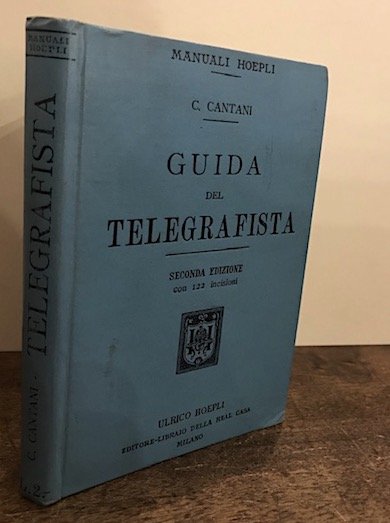 MANUALI
HOEPLI
C. CANTANI - TELEGRAFISTA
MANUALI HOEPLI
C. CANTANI
GUIDA
DEL
TELEGRAFISTA
SECONDA EDIZIONE
con 122 incisioni
ULRICO HOEPLI
EDITORE-LIBRAIO DELLA REAL CASA
MILANO